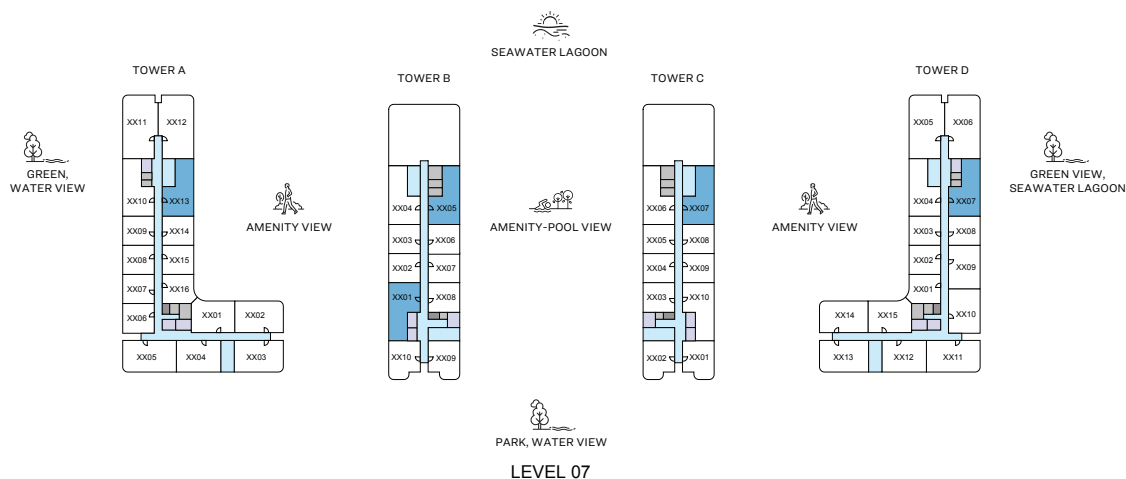 SEAWATER LAGOON
TOWER A
TOWER B
TOWER C
TOWER D
XX11 XX12
XX10 XX13
XX09 XX14
XX08 XX15
XX07 XX16
XX06
XX01 XX02
XX05 XX04 XX03
XX04 XX05
XX03 XX06
XX02 XX07
XX01 XX08
XX10 XX09
XX06 XX07
XX05 XX08
XX04 XX09
XX03 XX10
XX02 XX01
XX05 XX06
XX04 XX07
XX03 XX08
XX02 XX09
XX01
XX10
XX14 XX15
XX13 XX12 XX11
GREEN,
WATER VIEW
AMENITY VIEW
AMENITY-POOL VIEW
AMENITY VIEW
GREEN VIEW,
SEAWATER LAGOON
PARK, WATER VIEW
LEVEL 07